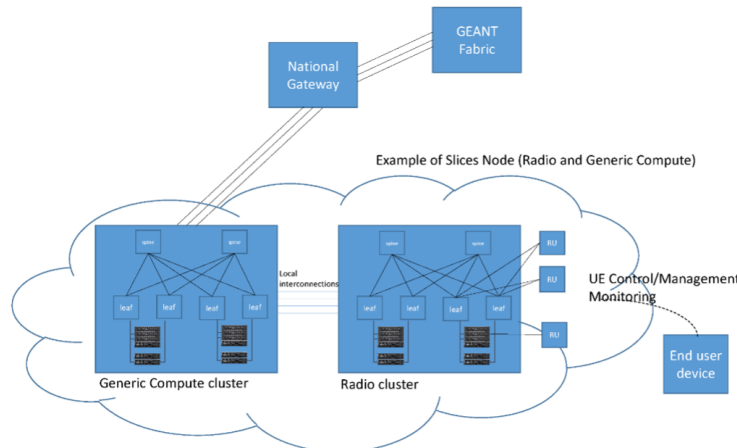 GEANT
Fabric
National
Gateway
Example of Slices Node (Radio and Generic Compute)
spine
spine
spine
spine
RU
Local
interconnections
RU
UE Control/Management
Monitoring
leaf
leaf
leaf
leaf
leaf
leaf
leaf
leaf
RU
End user
device
Generic Compute cluster
Radio cluster